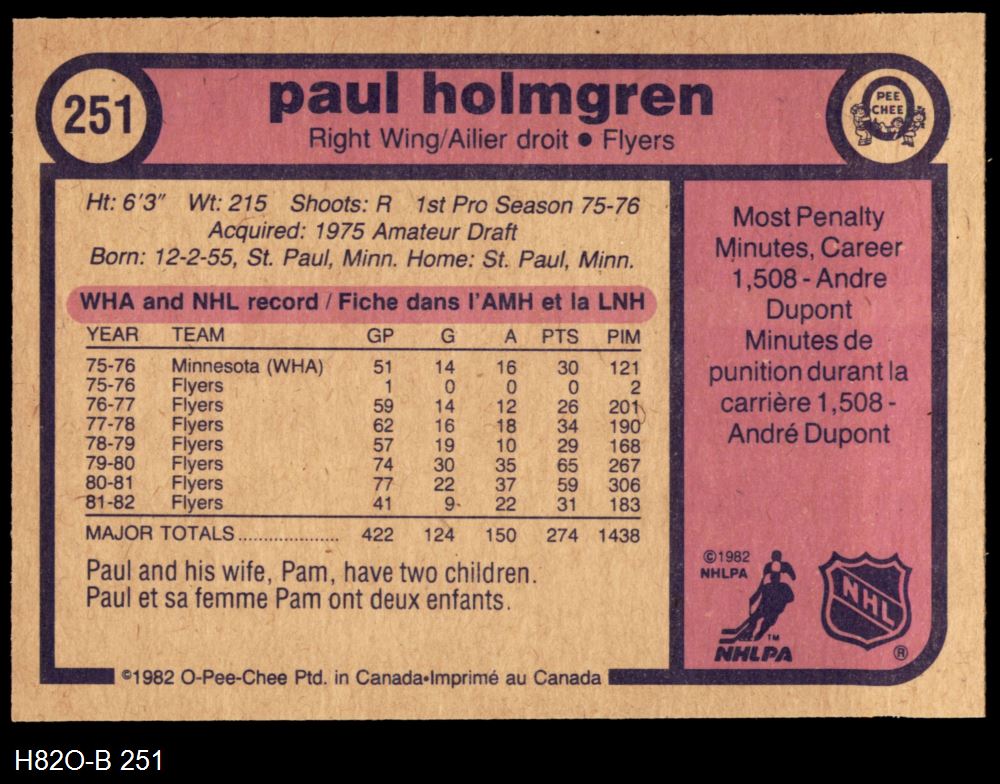 251
paul holmgren
Right Wing/Ailier droit • Flyers
PEE
CHEE
Ht: 6'3" Wt: 215 Shoots: R 1st Pro Season 75-76
Acquired: 1975 Amateur Draft
Born: 12-2-55, St. Paul, Minn. Home: St. Paul, Minn.
WHA and NHL record / Fiche dans l'AMH et la LNH
YEAR TEAM GP G A PTS PIM
75-76 Minnesota (WHA) 51 14 16 30 121
75-76 Flyers 1 0 0 0 2
76-77 Flyers 59 14 12 26 201
77-78 Flyers 62 16 18 34 190
78-79 Flyers 57 19 10 29 168
79-80 Flyers 74 30 35 65 267
80-81 Flyers 77 22 37 59 306
81-82 Flyers 41 9 22 31 183
MAJOR TOTALS.................... 422 124 150 274 1438
Paul and his wife, Pam, have two children.
Paul et sa femme Pam ont deux enfants.
©1982 O-Pee-Chee Ptd. in Canada•Imprimé au Canada
Most Penalty
Minutes, Career
1,508 - Andre
Dupont
Minutes de
punition durant la
carrière 1,508 -
André Dupont
©1982
NHLPA
TM
NHLPA
NHL
®
H82O-B 251